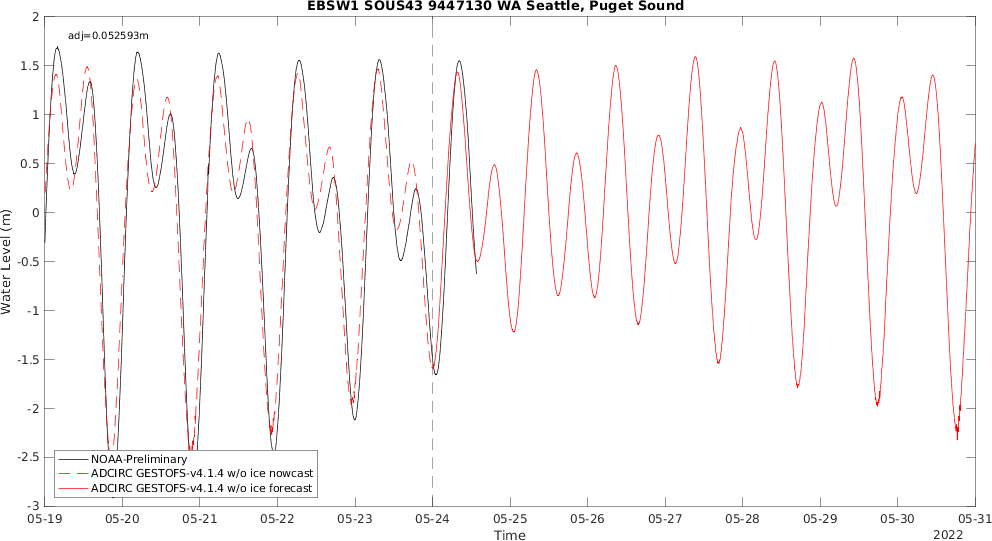 EBSW1 SOUS43 9447130 WA Seattle, Puget Sound
adj=0.052593m
2
1.5
1
0.5
0
-0.5
-1
-1.5
-2
-2.5
-3
Water Level (m)
NOAA-Preliminary
ADCIRC GESTOFS-v4.1.4 w/o ice nowcast
ADCIRC GESTOFS-v4.1.4 w/o ice forecast
05-19 05-20 05-21 05-22 05-23 05-24 05-25 05-26 05-27 05-28 05-29 05-30 05-31
Time
2022